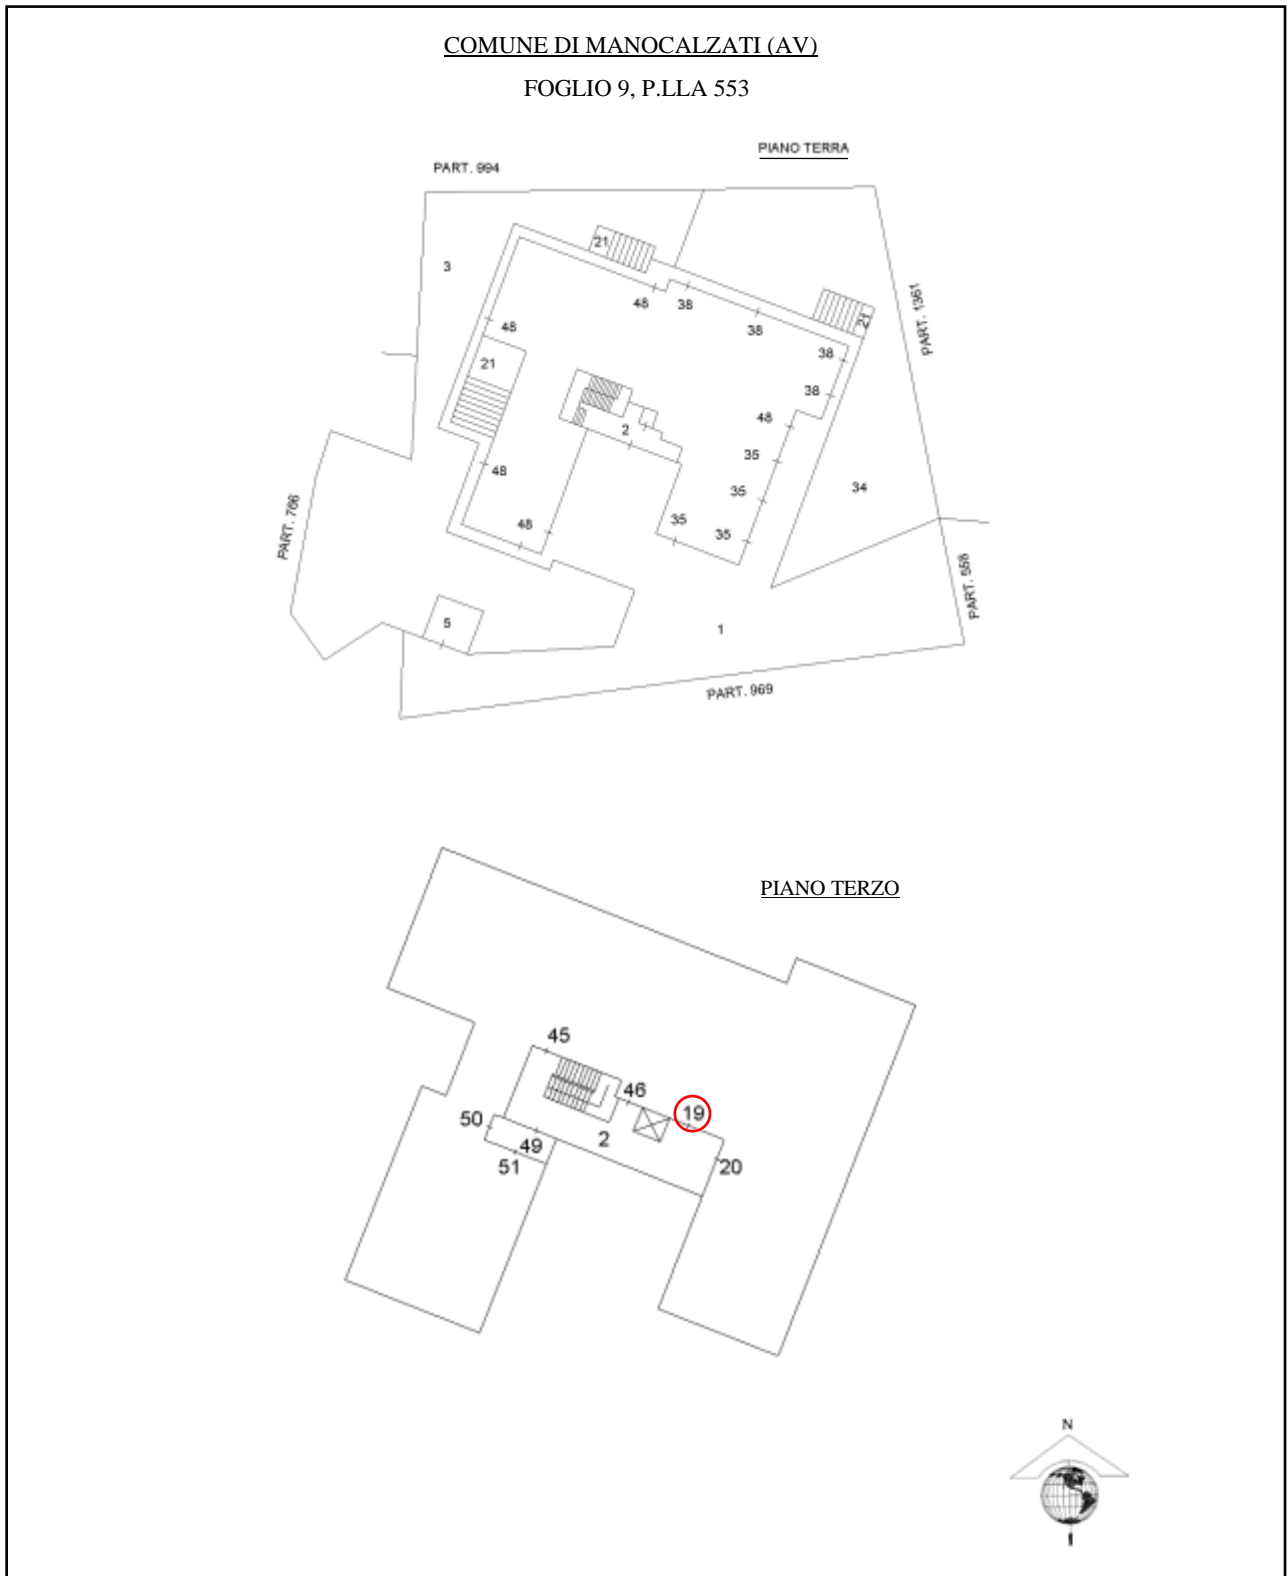 COMUNE DI MANOCALZATI (AV)
FOGLIO 9, P.LLA 553
PIANO TERRA
PART. 994
21
3
48
38
38
48
21
PART. 1361
38
21
38
48
2
35
48
35
34
PART. 766
48
35
35
PART. 558
5
1
PART. 969
PIANO TERZO
45
46
19
50
49
2
51
20
N